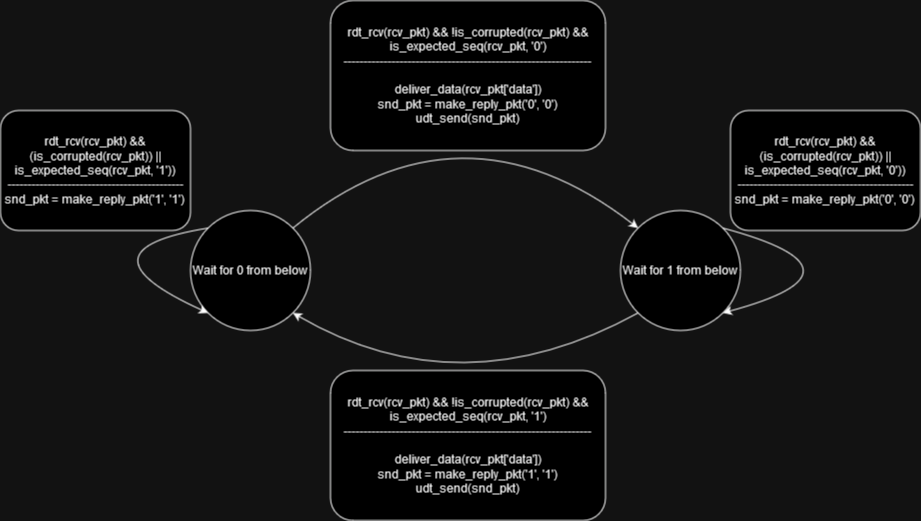 rdt_rcv(rcv_pkt) && !is_corrupted(rcv_pkt) &&
is_expected_seq(rcv_pkt, '0')
--------------------------------------------------------------
deliver_data(rcv_pkt['data'])
snd_pkt = make_reply_pkt('0', '0')
udt_send(snd_pkt)
rdt_rcv(rcv_pkt) &&
(is_corrupted(rcv_pkt)) ||
is_expected_seq(rcv_pkt, '1'))
--------------------------------------------
snd_pkt = make_reply_pkt('1', '1')
rdt_rcv(rcv_pkt) &&
(is_corrupted(rcv_pkt)) ||
is_expected_seq(rcv_pkt, '0'))
--------------------------------------------
snd_pkt = make_reply_pkt('0', '0')
Wait for 0 from below
Wait for 1 from below
rdt_rcv(rcv_pkt) && !is_corrupted(rcv_pkt) &&
is_expected_seq(rcv_pkt, '1')
--------------------------------------------------------------
deliver_data(rcv_pkt['data'])
snd_pkt = make_reply_pkt('1', '1')
udt_send(snd_pkt)